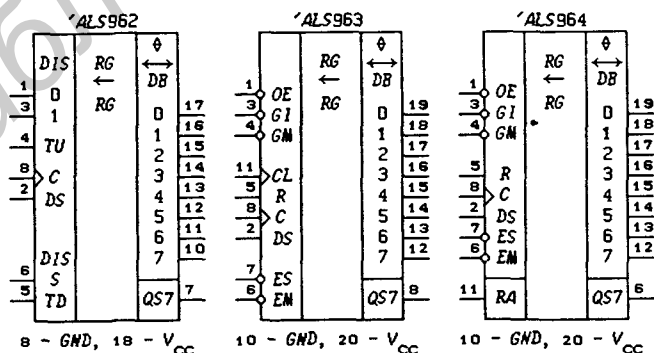 'ALS962
DIS RG θ
← ↔
RG DB
1 0 0 17
3 1 1 16
4 TU 2 15
8 C 3 14
2 DS 4 13
5 12
6 11
DIS 7 10
6 S
5 TD QS7 7
8 - GND, 18 - VCC
'ALS963
RG θ
← ↔
RG DB
1 OE
3 GI 0 19
4 GM 1 18
2 17
11 CL 3 16
5 R 4 15
8 C 5 14
2 DS 6 13
7 12
7 ES
6 EM QS7 8
10 - GND, 20 - VCC
'ALS964
RG θ
← ↔
RG DB
1 OE
3 GI 0 19
4 GM 1 18
2 17
5 R 3 16
8 C 4 15
2 DS 5 14
7 ES 6 13
6 EM 7 12
11 RA QS7 6
10 - GND, 20 - VCC